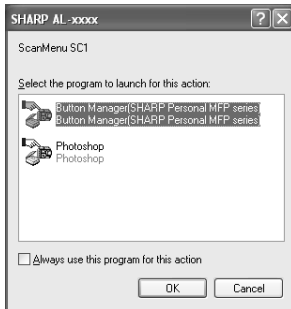 SHARP AL-xxxx
ScanMenu SC1
Select the program to launch for this action:
Button Manager(SHARP Personal MFP series)
Button Manager(SHARP Personal MFP series)
Photoshop
Photoshop
Always use this program for this action
OK
Cancel